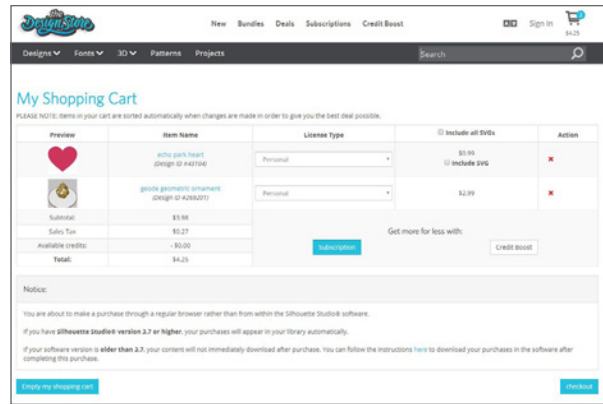 the Design Store
New Bundles Deals Subscriptions Credit Boost
Sign In
$4.25
Designs Fonts 3D Patterns Projects
Search
My Shopping Cart
PLEASE NOTE: Items in your cart are sorted automatically when changes are made in order to give you the best deal possible.
Preview Item Name License Type Include all SVGs Action
echo park heart
(Design ID #43104)
Personal
$0.99
Include SVG
geode geometric ornament
(Design ID #269201)
Personal
$2.99
Subtotal: $3.98
Sales Tax $0.27
Available credits: - $0.00
Total: $4.25
Get more for less with:
Subscription
Credit Boost
Notice:
You are about to make a purchase through a regular browser rather than from within the Silhouette Studio® software.
If you have Silhouette Studio® version 2.7 or higher, your purchases will appear in your library automatically.
If your software version is older than 2.7, your content will not immediately download after purchase. You can follow the instructions here to download your purchases in the software after
completing this purchase.
Empty my shopping cart
checkout